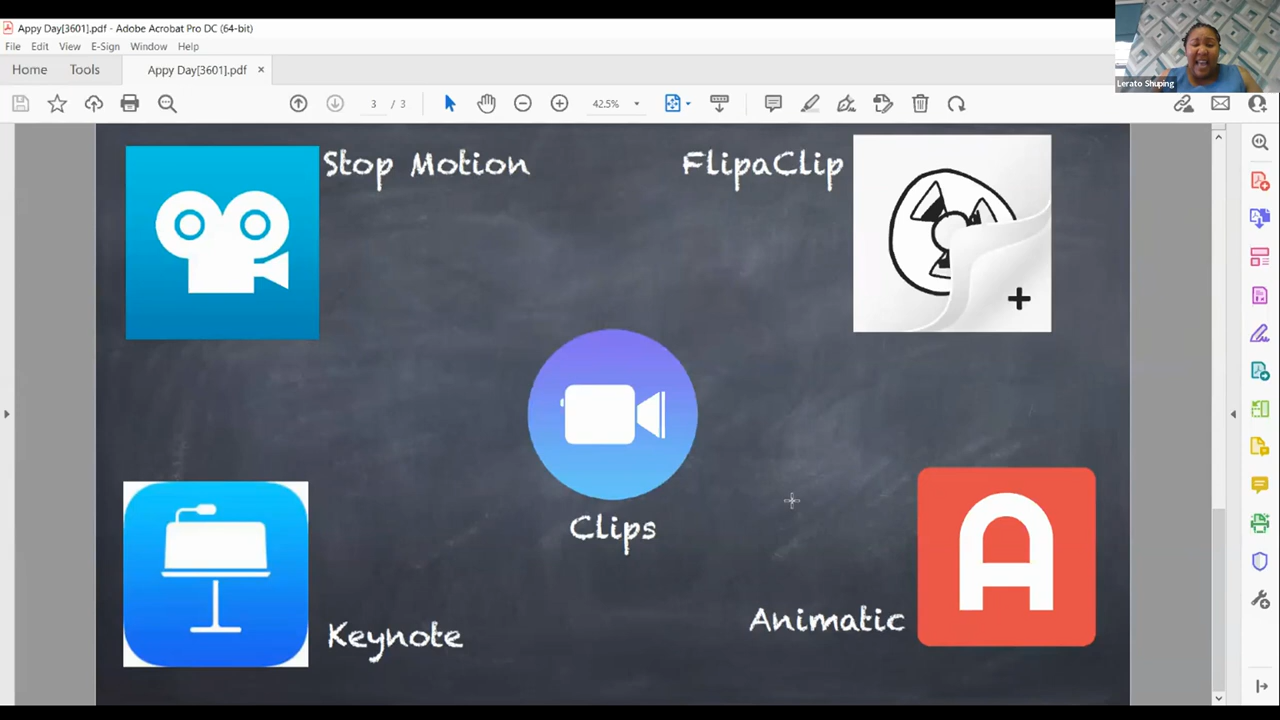 Appy Day[3601].pdf - Adobe Acrobat Pro DC (64-bit)
File Edit View E-Sign Window Help
Home Tools Appy Day[3601].pdf ×
3 / 3 42.5%
Lerato Shuping
Stop Motion
FlipaClip
Clips
Keynote
Animatic
A